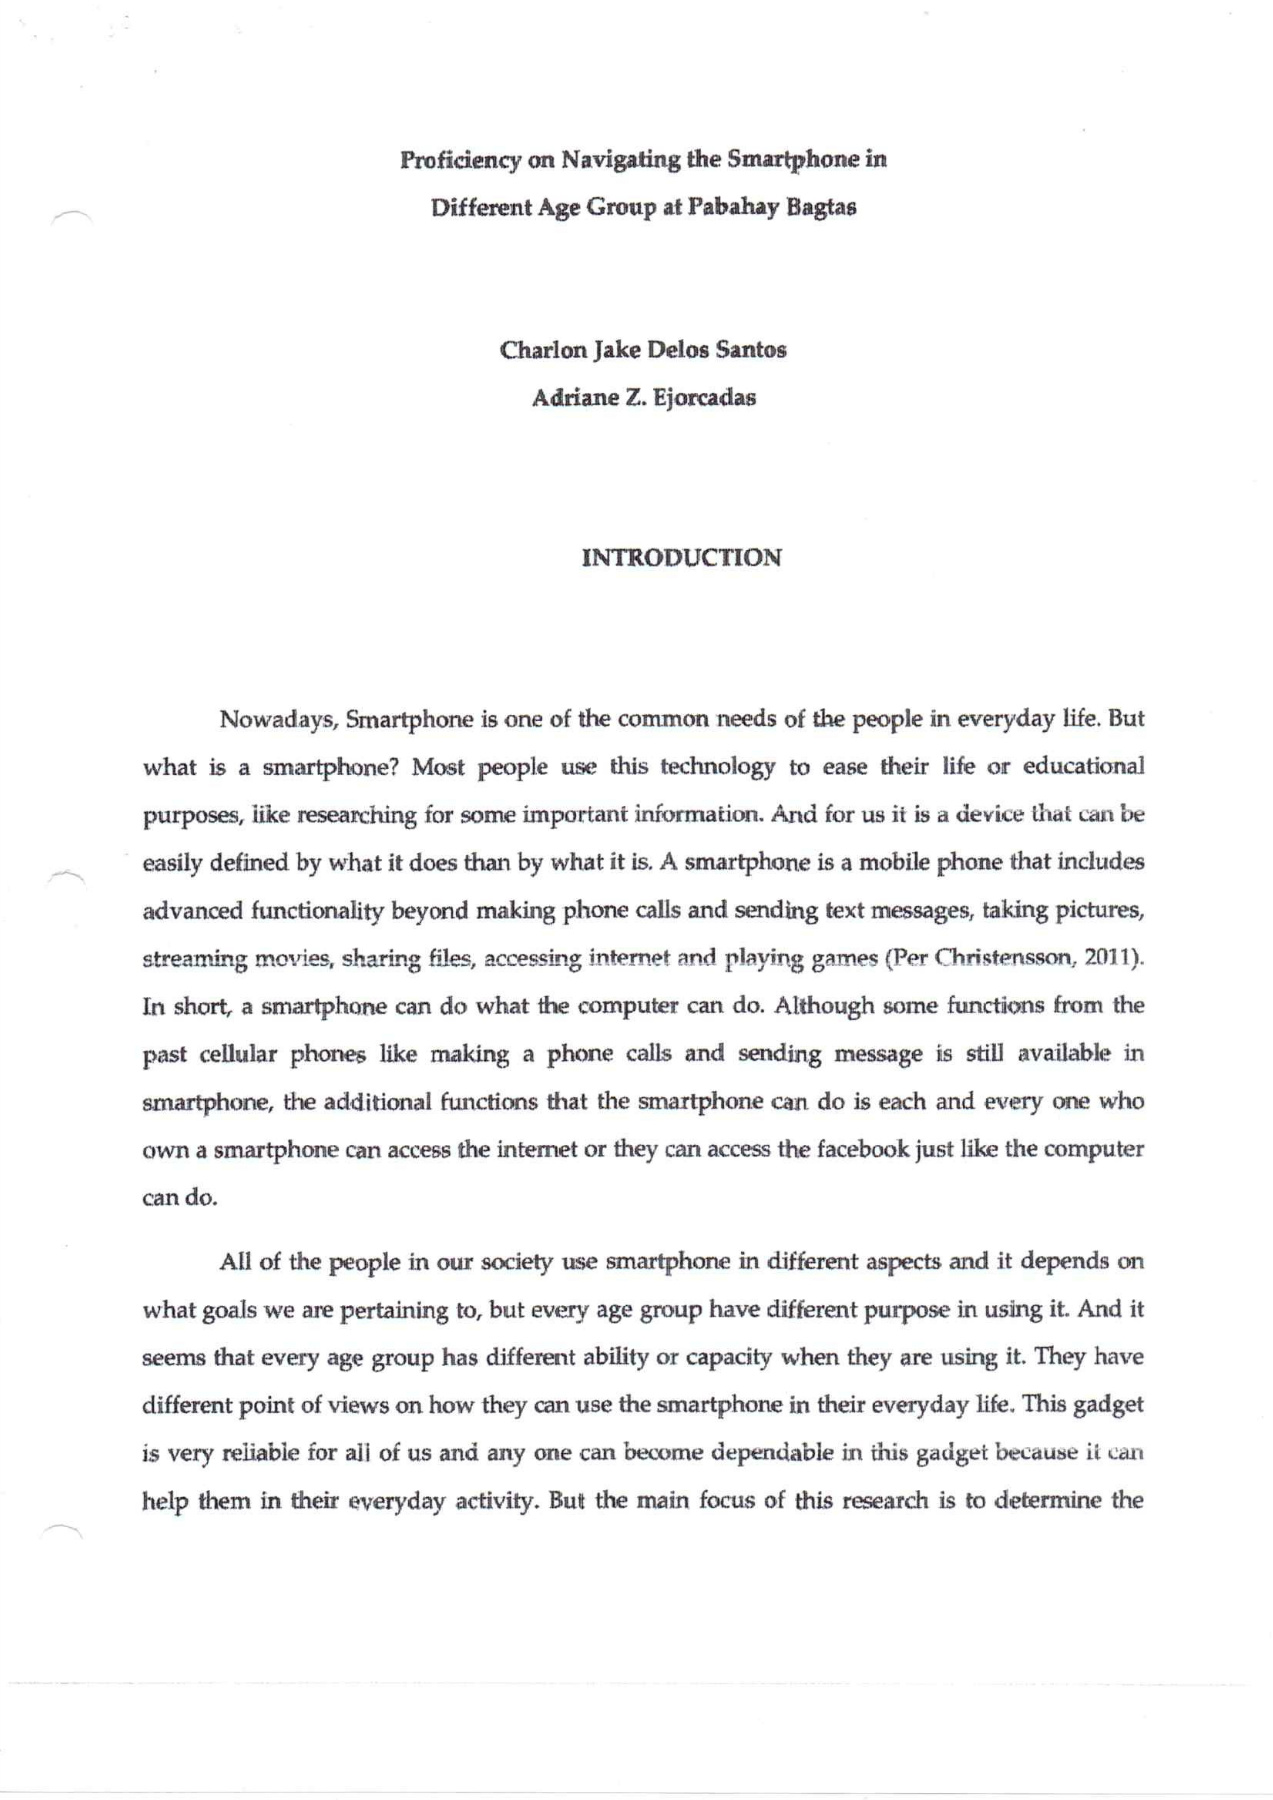 Proficiency on Navigating the Smartphone in
Different Age Group at Pabahay Bagtas
Charlon Jake Delos Santos
Adriane Z. Ejorcadas
INTRODUCTION
Nowadays, Smartphone is one of the common needs of the people in everyday life. But
what is a smartphone? Most people use this technology to ease their life or educational
purposes, like researching for some important information. And for us it is a device that can be
easily defined by what it does than by what it is. A smartphone is a mobile phone that includes
advanced functionality beyond making phone calls and sending text messages, taking pictures,
streaming movies, sharing files, accessing internet and playing games (Per Christensson, 2011).
In short, a smartphone can do what the computer can do. Although some functions from the
past cellular phones like making a phone calls and sending message is still available in
smartphone, the additional functions that the smartphone can do is each and every one who
own a smartphone can access the internet or they can access the facebook just like the computer
can do.
All of the people in our society use smartphone in different aspects and it depends on
what goals we are pertaining to, but every age group have different purpose in using it. And it
seems that every age group has different ability or capacity when they are using it. They have
different point of views on how they can use the smartphone in their everyday life. This gadget
is very reliable for all of us and any one can become dependable in this gadget because it can
help them in their everyday activity. But the main focus of this research is to determine the